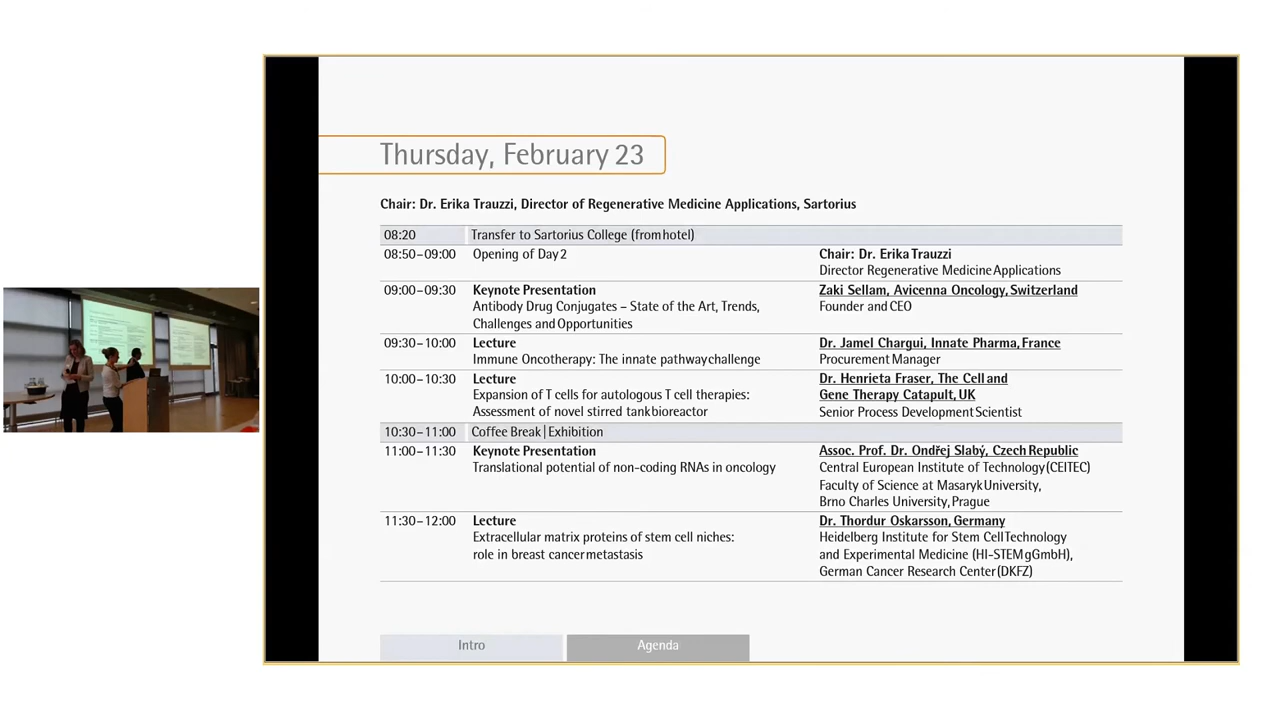 Thursday, February 23
Chair: Dr. Erika Trauzzi, Director of Regenerative Medicine Applications, Sartorius
08:20 Transfer to Sartorius College (from hotel)
08:50–09:00 Opening of Day 2 Chair: Dr. Erika Trauzzi
Director Regenerative Medicine Applications
09:00–09:30 Keynote Presentation Zaki Sellam, Avicenna Oncology, Switzerland
Antibody Drug Conjugates – State of the Art, Trends, Founder and CEO
Challenges and Opportunities
09:30–10:00 Lecture Dr. Jamel Chargui, Innate Pharma, France
Immune Oncotherapy: The innate pathway challenge Procurement Manager
10:00–10:30 Lecture Dr. Henrieta Fraser, The Cell and
Expansion of T cells for autologous T cell therapies: Gene Therapy Catapult, UK
Assessment of novel stirred tank bioreactor Senior Process Development Scientist
10:30–11:00 Coffee Break | Exhibition
11:00–11:30 Keynote Presentation Assoc. Prof. Dr. Ondřej Slabý, Czech Republic
Translational potential of non-coding RNAs in oncology Central European Institute of Technology (CEITEC)
Faculty of Science at Masaryk University,
Brno Charles University, Prague
11:30–12:00 Lecture Dr. Thordur Oskarsson, Germany
Extracellular matrix proteins of stem cell niches: Heidelberg Institute for Stem Cell Technology
role in breast cancer metastasis and Experimental Medicine (HI-STEM gGmbH),
German Cancer Research Center (DKFZ)
Intro Agenda